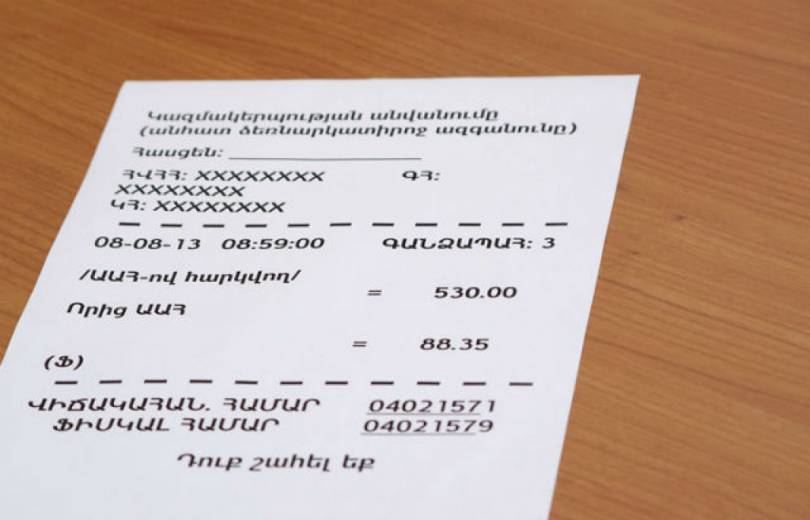 Կազմակերպության անվանումը
(անհատ ձեռնարկատիրոջ ազգանունը)
Հասցեն: ____________________
ՀՎՀՀ: XXXXXXXX ԳՀ:
XXXXXXXX
ԿՀ: XXXXXXXX
08-08-13 08:59:00 ԳԱՆՁԱՊԱՀ: 3
/ԱԱՀ-ով հարկվող/
= 530.00
Որից ԱԱՀ
= 88.35
(Ֆ)
ՎԻՃԱԿԱՀԱՆ. ՀԱՄԱՐ 04021571
ՖԻՍԿԱԼ ՀԱՄԱՐ 04021579
Դուք շահել եք